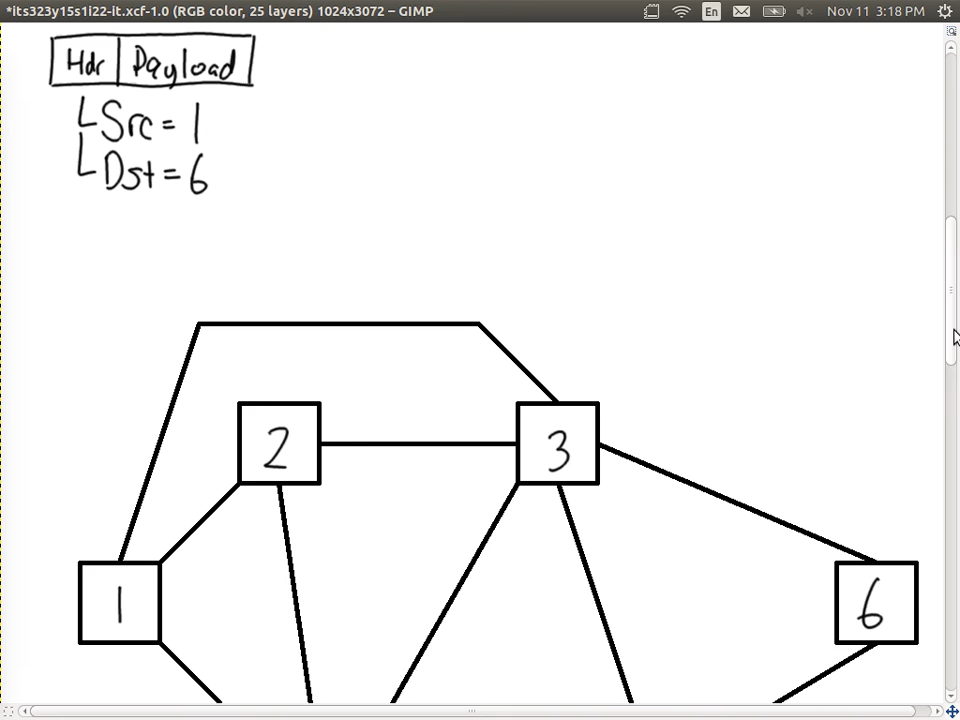 *its323y15s1i22-it.xcf-1.0 (RGB color, 25 layers) 1024x3072 – GIMP
En
Nov 11 3:18 PM
Hdr Payload
Src = 1
Dst = 6
2
3
1
6